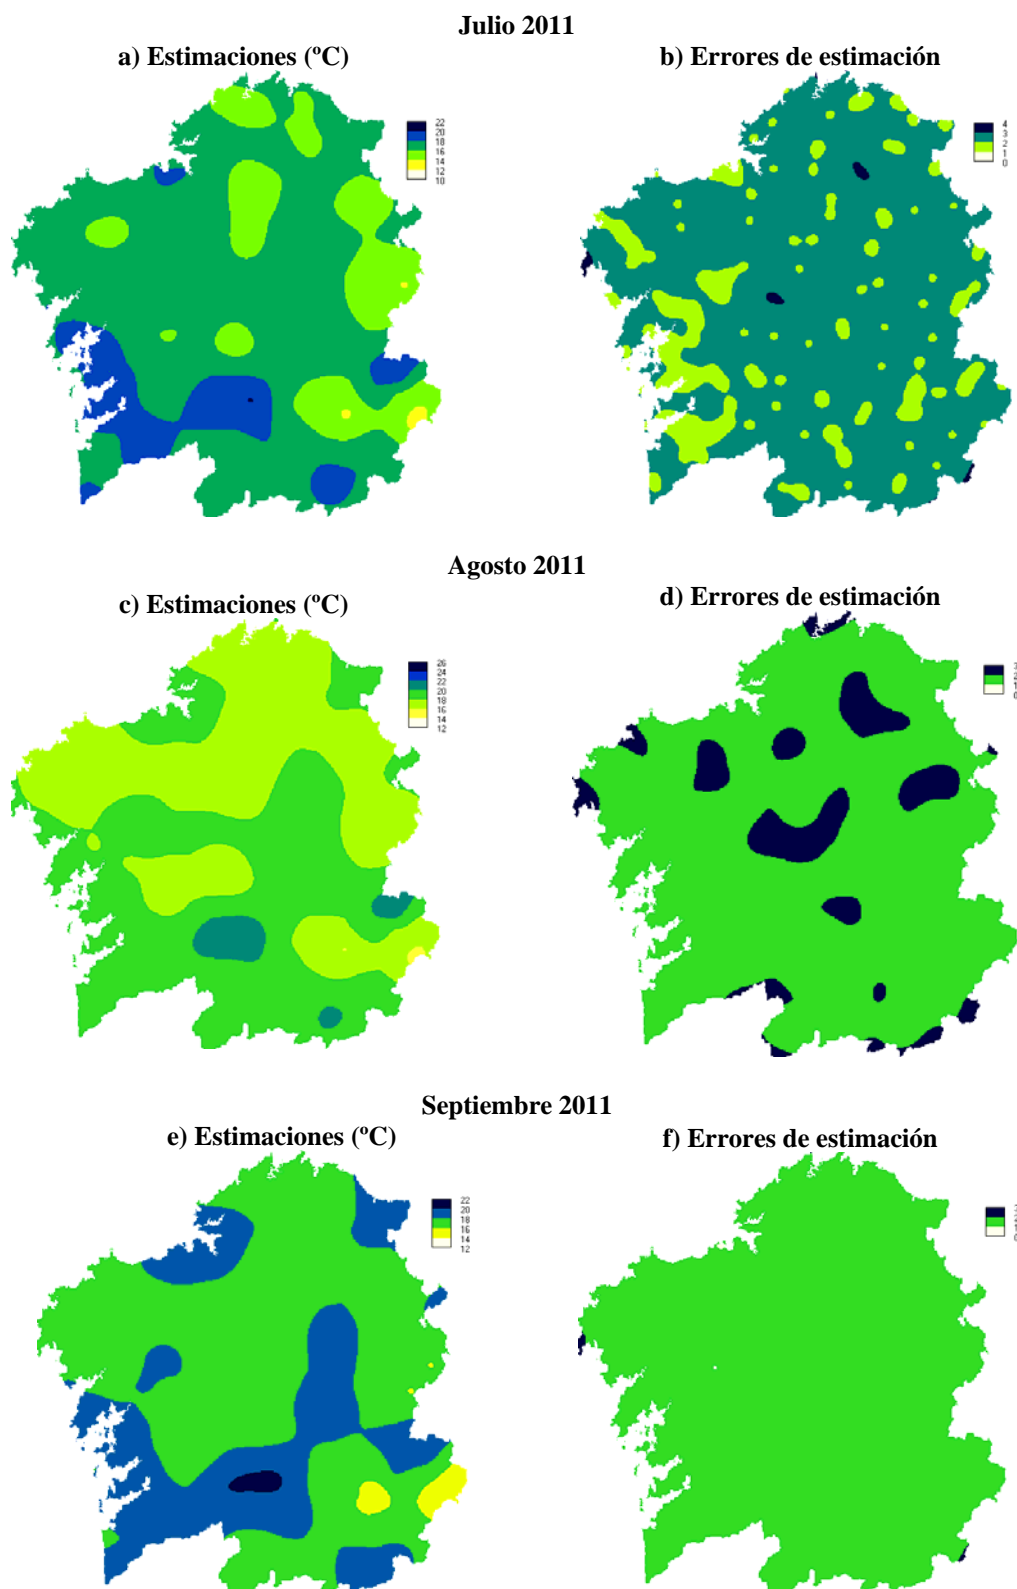 Julio 2011
a) Estimaciones (ºC)
b) Errores de estimación
22
20
18
16
14
12
10
4
3
2
1
0
Agosto 2011
c) Estimaciones (ºC)
d) Errores de estimación
26
24
22
20
18
16
14
12
Septiembre 2011
e) Estimaciones (ºC)
f) Errores de estimación
22
20
18
16
14
12